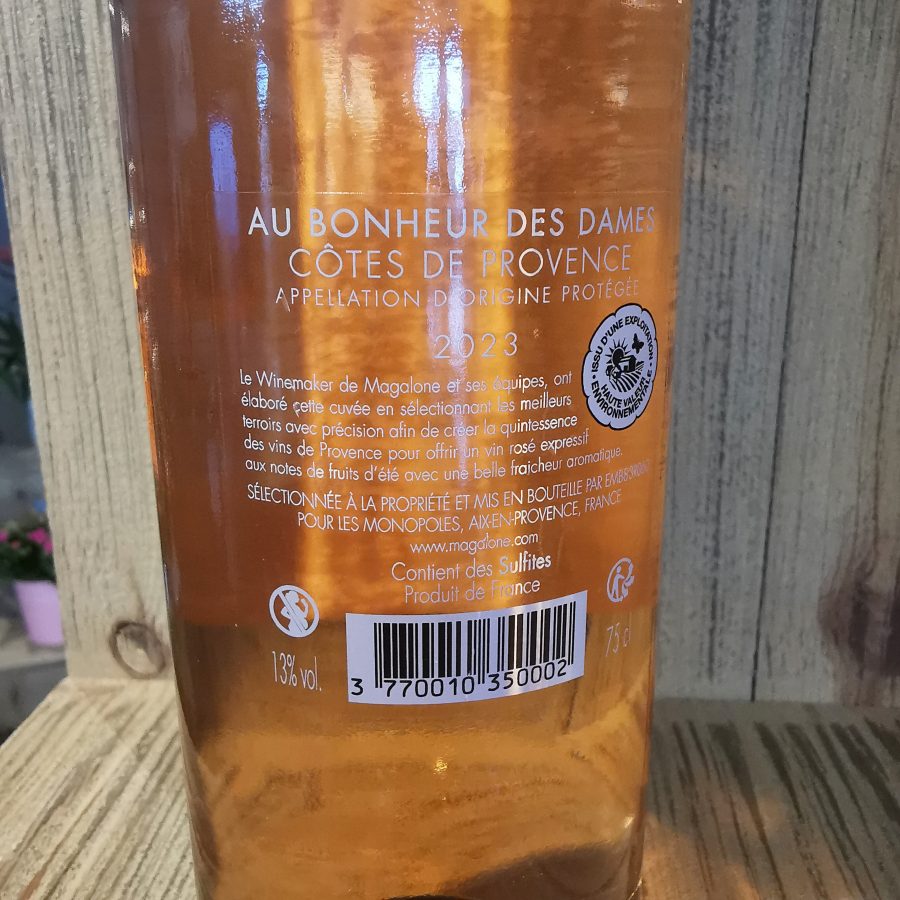 AU BONHEUR DES DAMES
CÔTES DE PROVENCE
APPELLATION D'ORIGINE PROTÉGÉE
2023
ISSU D'UNE EXPLOITATION
HAUTE VALEUR
ENVIRONNEMENTALE
Le Winemaker de Magalone et ses équipes, ont
élaboré cette cuvée en sélectionnant les meilleurs
terroirs avec précision afin de créer la quintessence
des vins de Provence pour offrir un vin rosé expressif
aux notes de fruits d'été avec une belle fraicheur aromatique.
SÉLECTIONNÉE À LA PROPRIÉTÉ ET MIS EN BOUTEILLE PAR
POUR LES MONOPOLES, AIX-EN-PROVENCE, FRANCE
www.magalone.com
Contient des Sulfites
Produit de France
13% vol.
75 cl
3 770010 350002